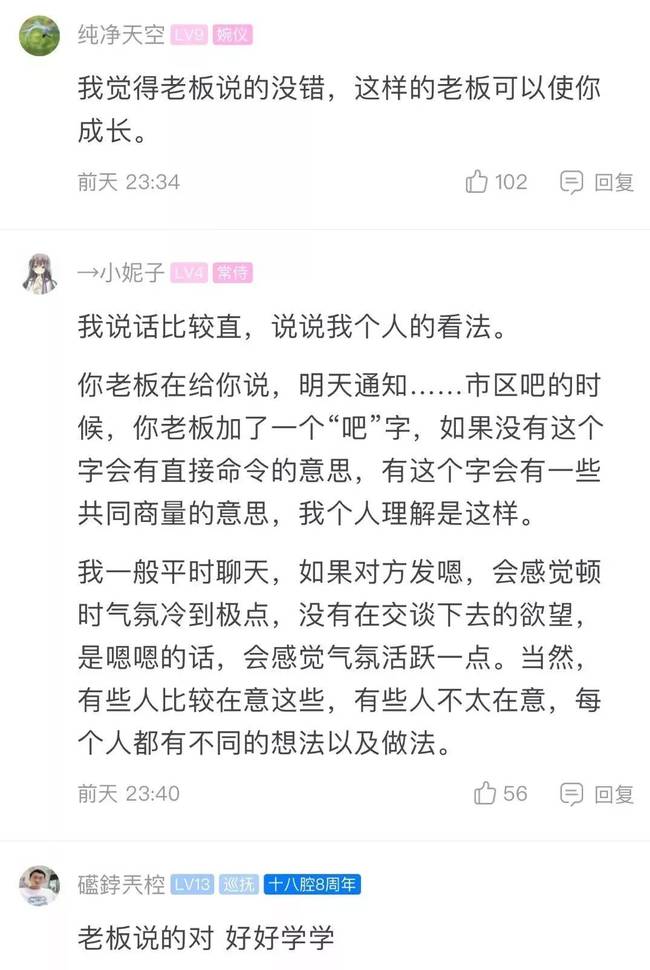 纯净天空 LV9 婉仪
我觉得老板说的没错，这样的老板可以使你
成长。
前天 23:34 102 回复
→小妮子 LV4 常侍
我说话比较直，说说我个人的看法。
你老板在给你说，明天通知……市区吧的时
候，你老板加了一个“吧”字，如果没有这个
字会有直接命令的意思，有这个字会有一些
共同商量的意思，我个人理解是这样。
我一般平时聊天，如果对方发嗯，会感觉顿
时气氛冷到极点，没有在交谈下去的欲望，
是嗯嗯的话，会感觉气氛活跃一点。当然，
有些人比较在意这些，有些人不太在意，每
个人都有不同的想法以及做法。
前天 23:40 56 回复
LV13 巡抚 十八腔8周年
老板说的对 好好学学